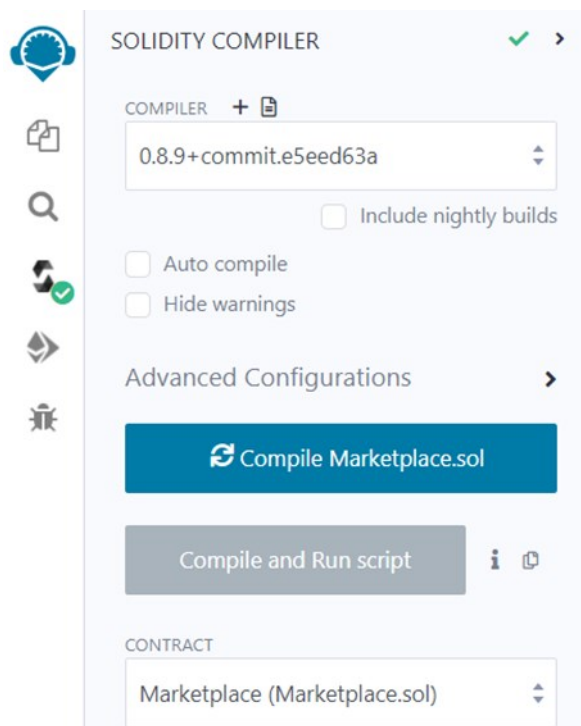 SOLIDITY COMPILER
COMPILER
0.8.9+commit.e5eed63a
Include nightly builds
Auto compile
Hide warnings
Advanced Configurations
Compile Marketplace.sol
Compile and Run script
CONTRACT
Marketplace (Marketplace.sol)